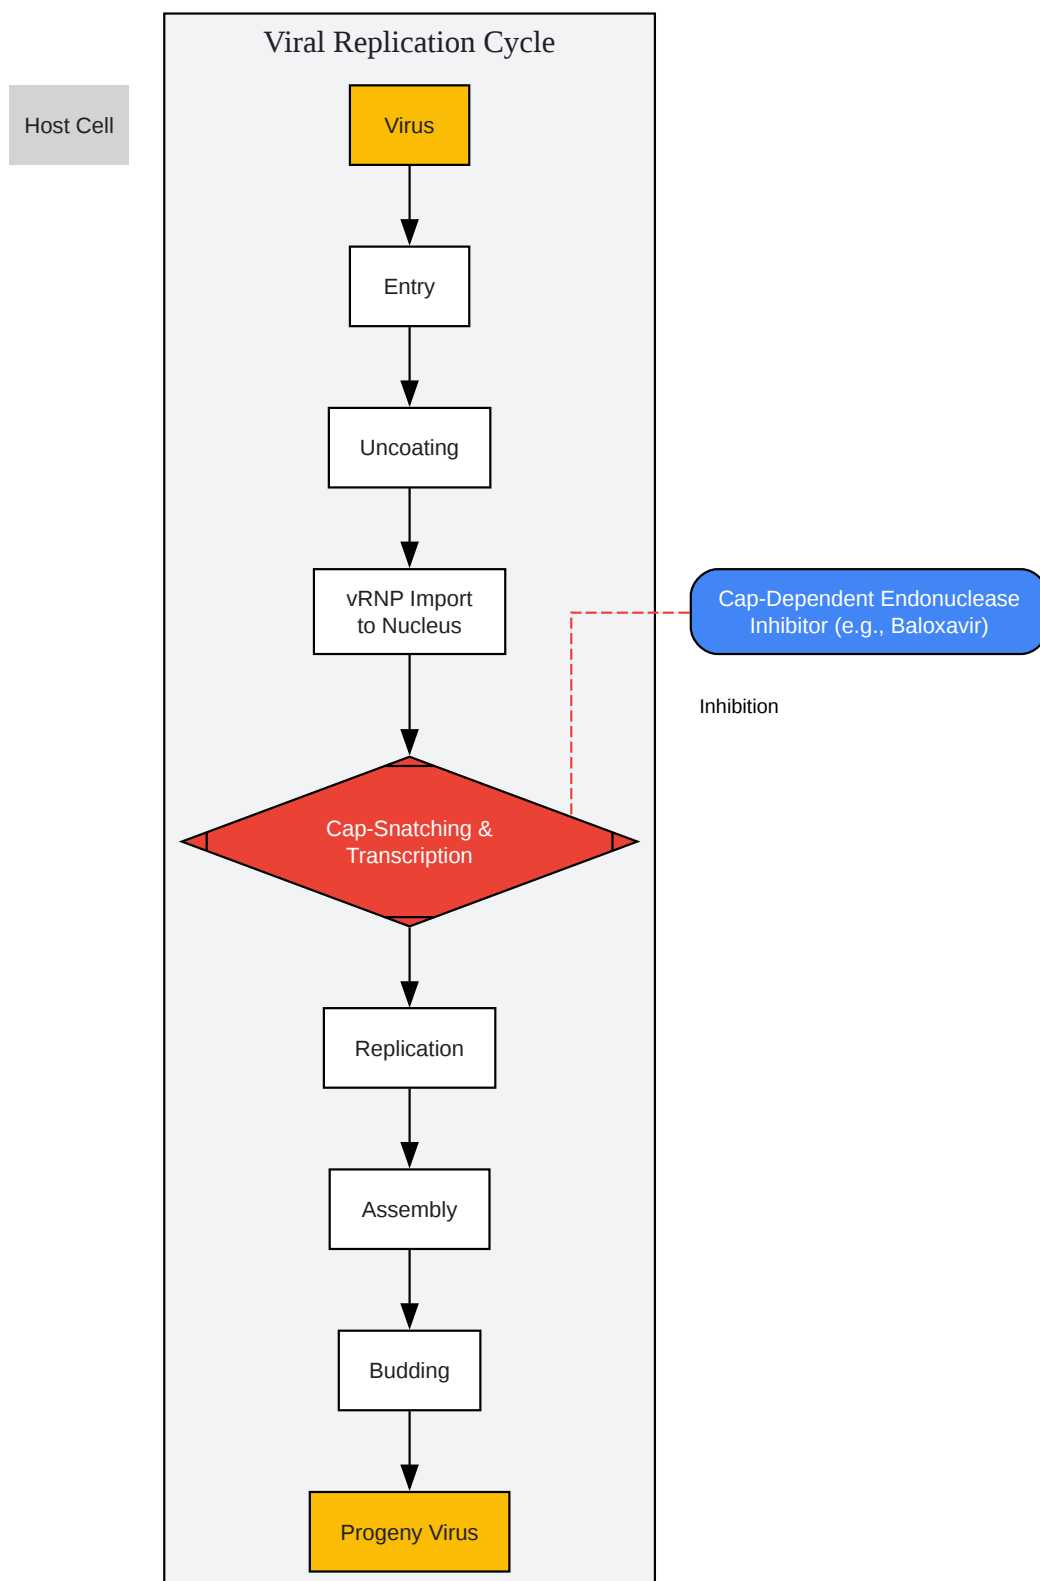 Viral Replication Cycle
Host Cell
Virus
Entry
Uncoating
vRNP Import
to Nucleus
Cap-Dependent Endonuclease
Inhibitor (e.g., Baloxavir)
Inhibition
Cap-Snatching &
Transcription
Replication
Assembly
Budding
Progeny Virus